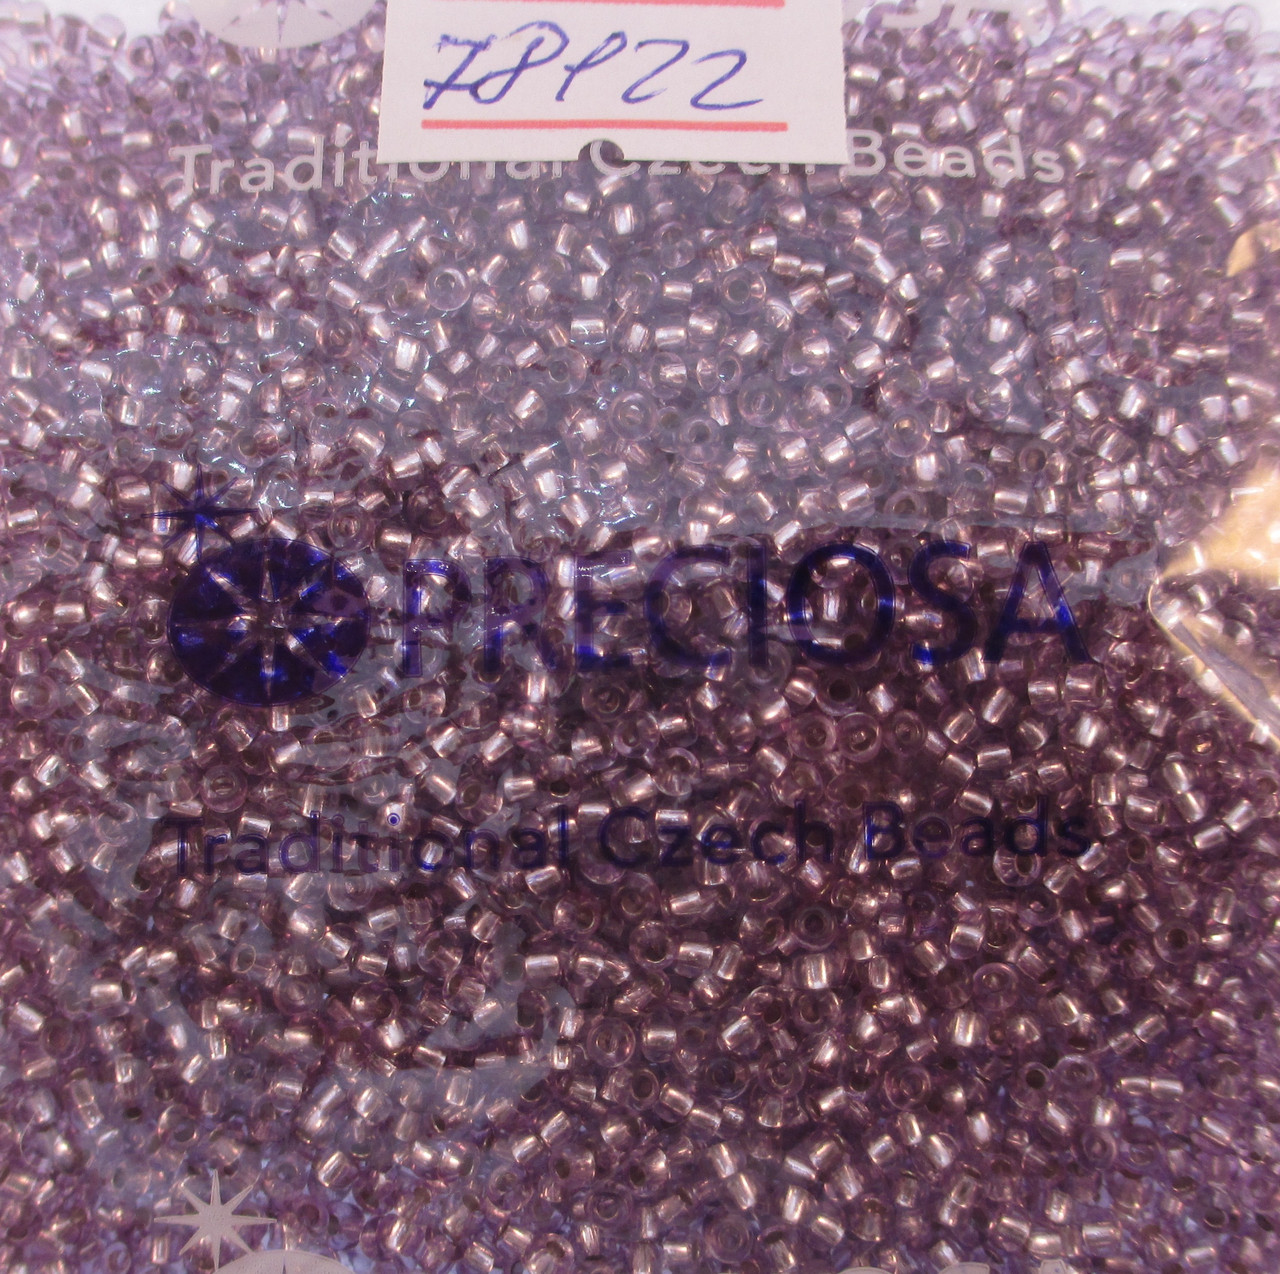 78122
Traditional Czech Beads
PRECIOSA
Traditional Czech Beads